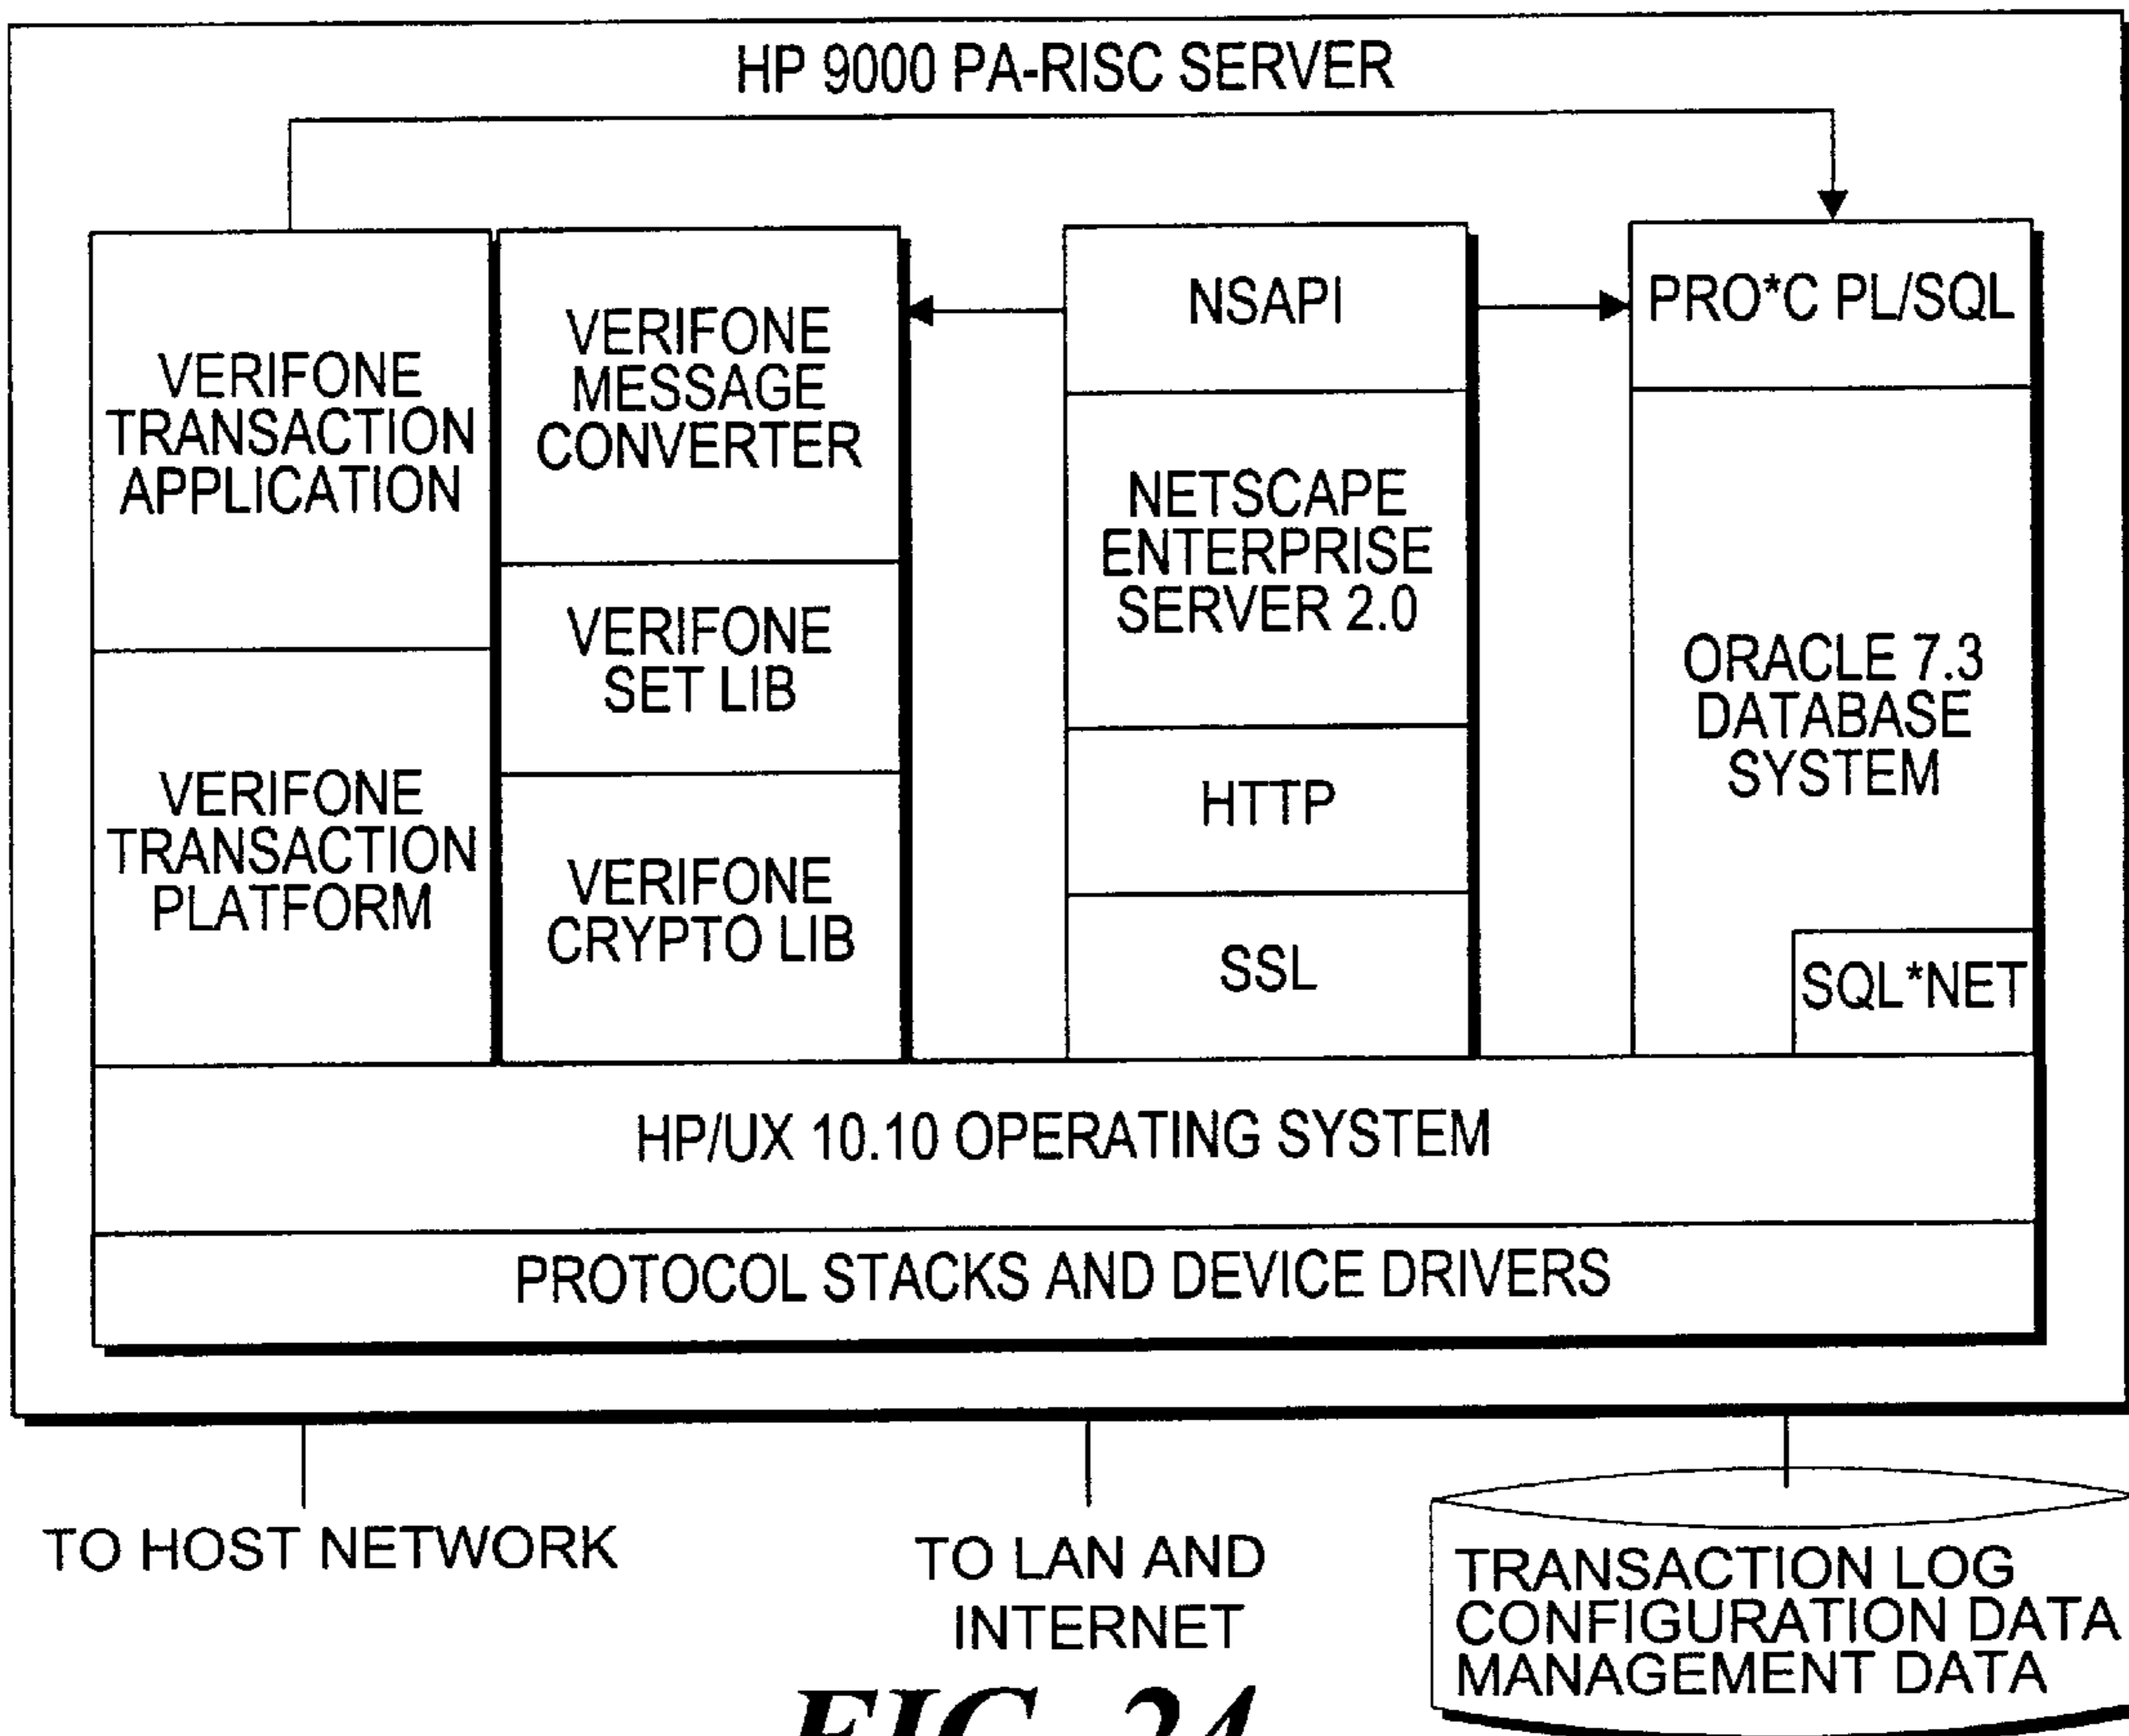 HP 9000 PA-RISC SERVER
VERIFONE
TRANSACTION
APPLICATION
VERIFONE
TRANSACTION
PLATFORM
VERIFONE
MESSAGE
CONVERTER
VERIFONE
SET LIB
VERIFONE
CRYPTO LIB
NSAPI
NETSCAPE
ENTERPRISE
SERVER 2.0
HTTP
SSL
PRO*C PL/SQL
ORACLE 7.3
DATABASE
SYSTEM
SQL*NET
HP/UX 10.10 OPERATING SYSTEM
PROTOCOL STACKS AND DEVICE DRIVERS
TO HOST NETWORK
TO LAN AND
INTERNET
TRANSACTION LOG
CONFIGURATION DATA
MANAGEMENT DATA
FIG. 24